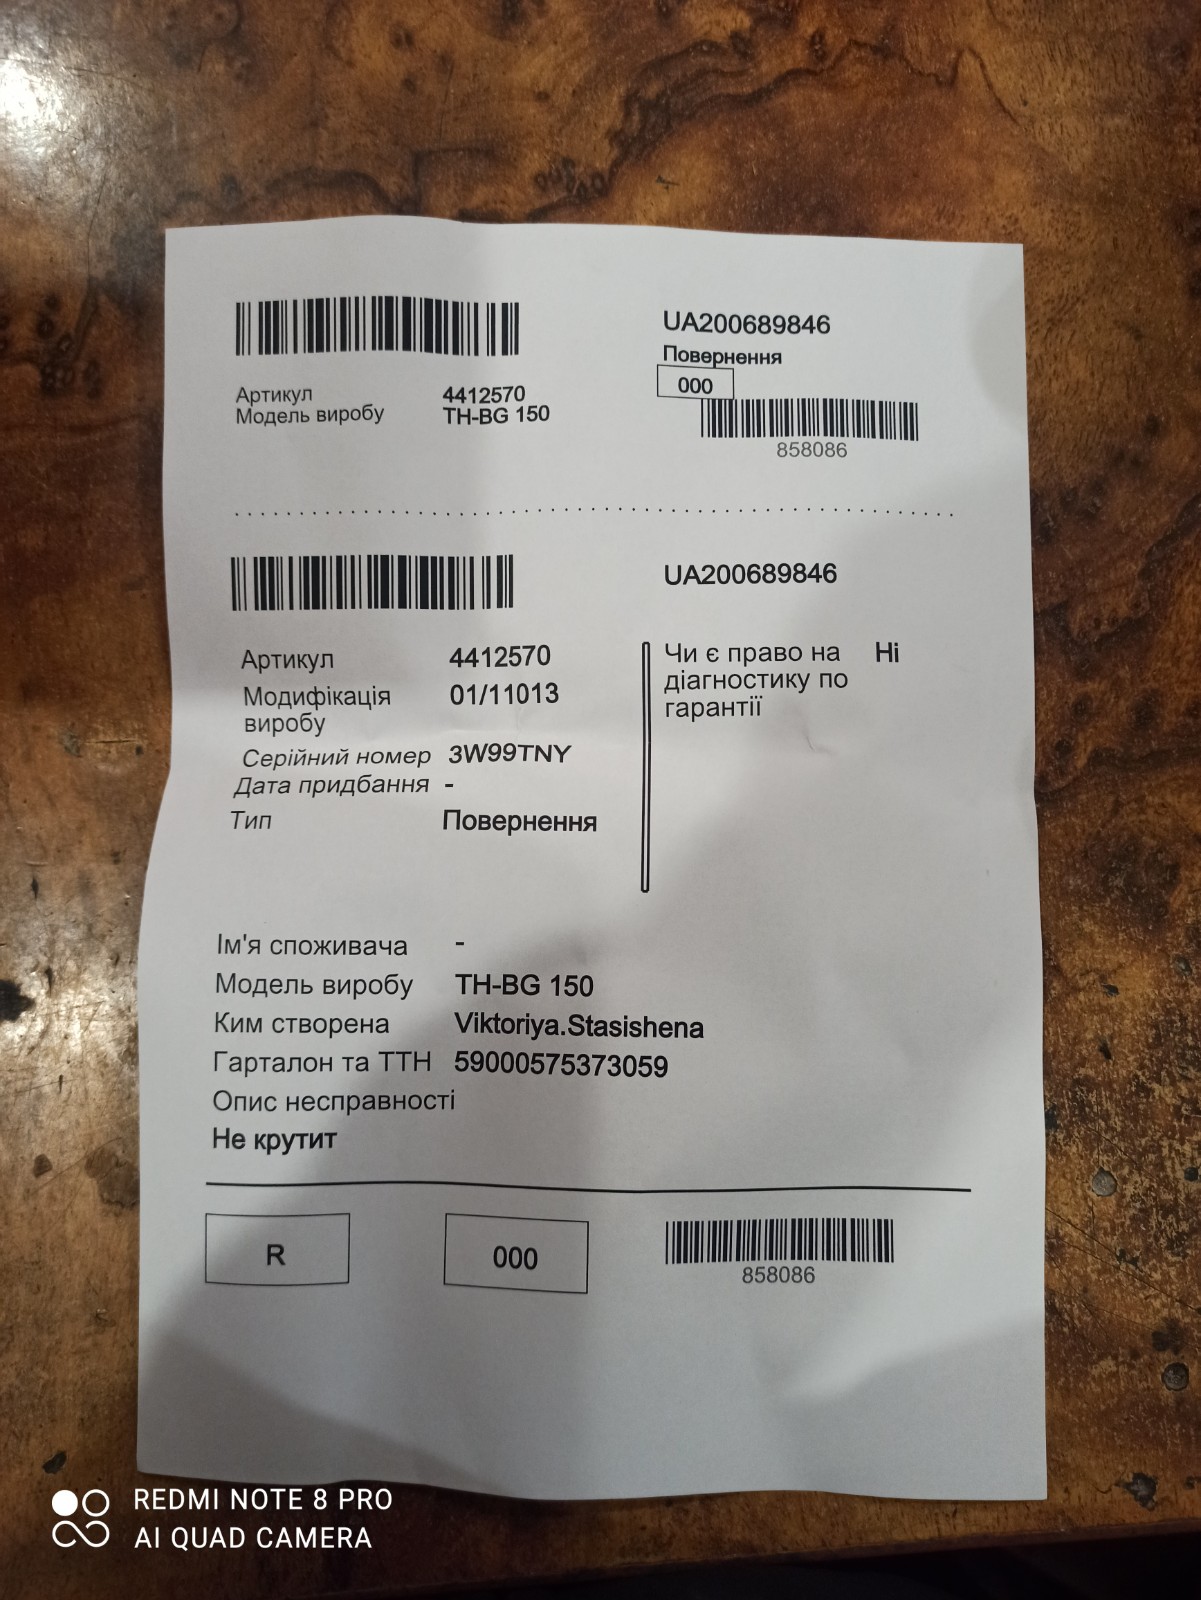 UA200689846
Повернення
000
858086
Артикул 4412570
Модель виробу TH-BG 150
UA200689846
Артикул 4412570
Модифікація виробу 01/11013
Серійний номер 3W99TNY
Дата придбання -
Тип Повернення
Чи є право на Ні
діагностику по
гарантії
Ім'я споживача -
Модель виробу TH-BG 150
Ким створена Viktoriya.Stasishena
Гарталон та ТТН 59000575373059
Опис несправності
Не крутит
R 000
858086
REDMI NOTE 8 PRO
AI QUAD CAMERA